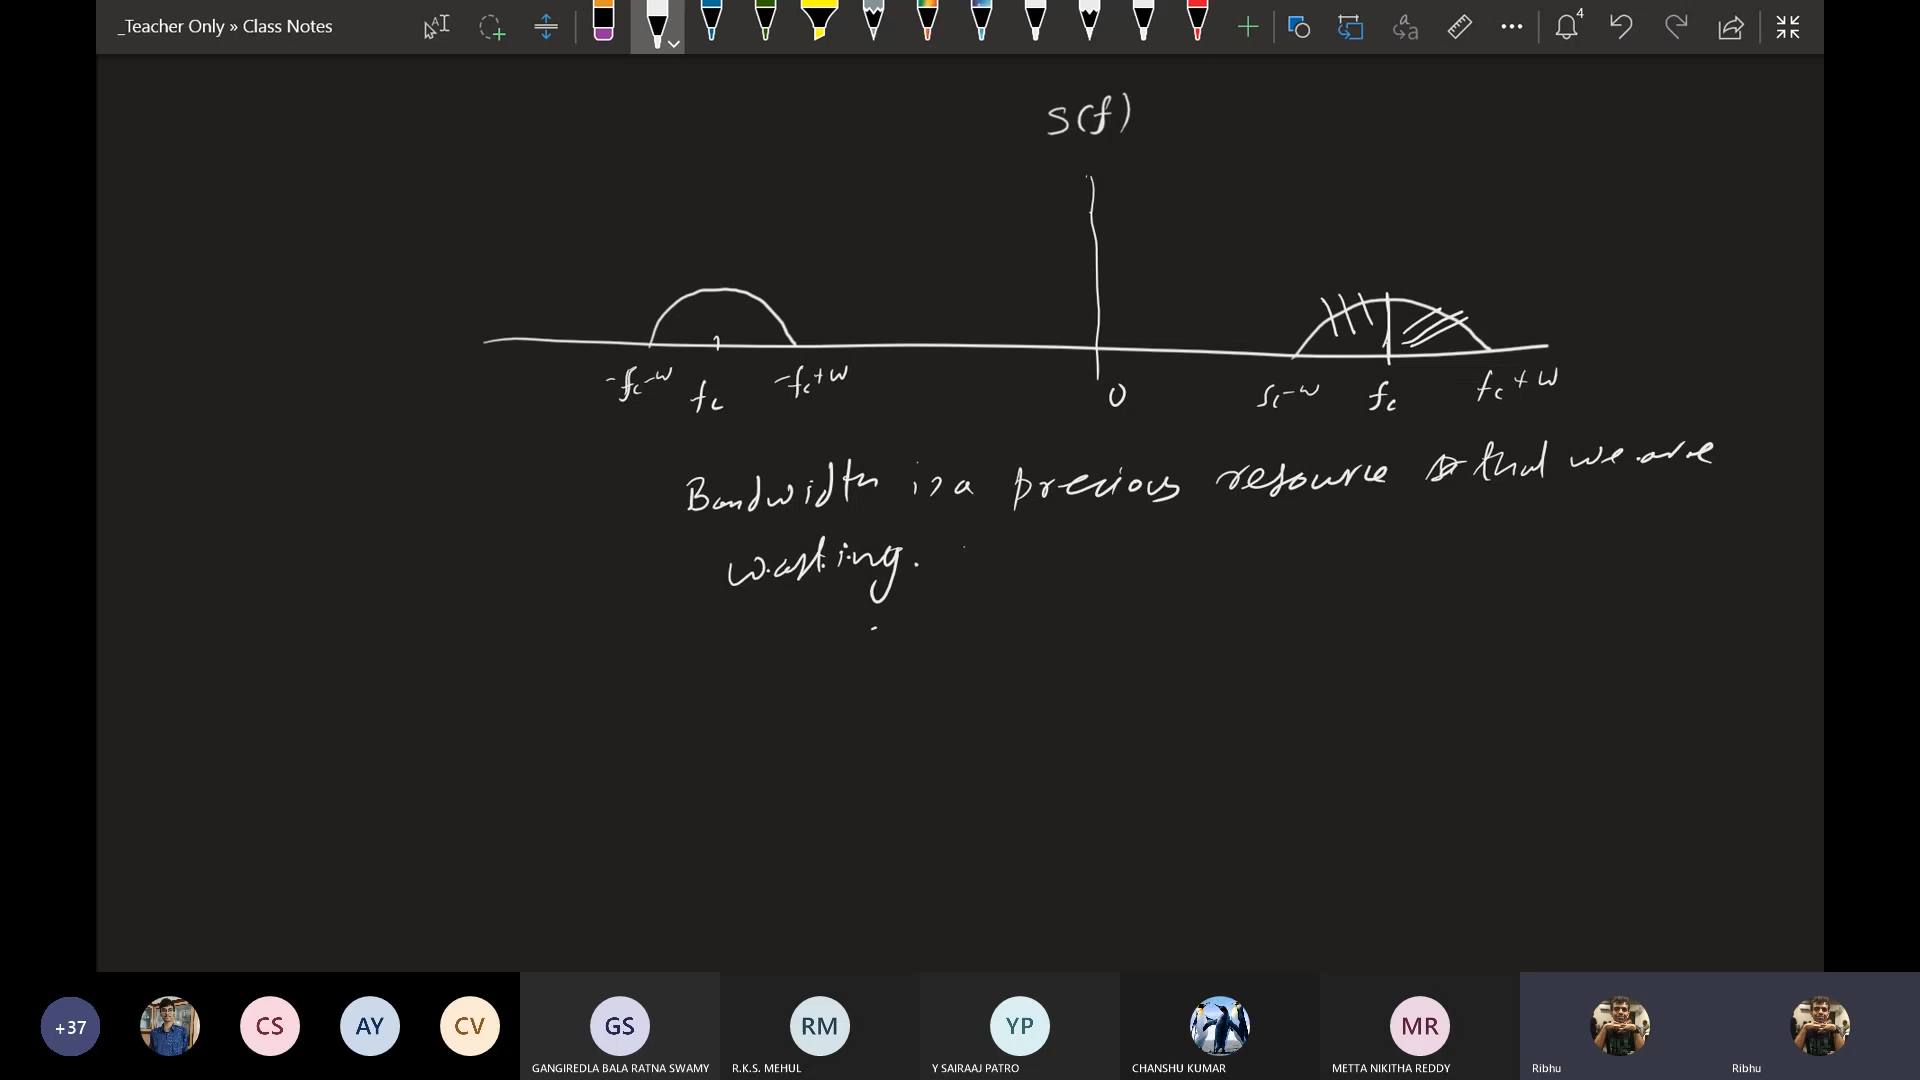 _Teacher Only » Class Notes
4
S(f)
-fc-w
fc
-fc+w
0
fc-w
fc
fc+w
Bandwidth is a precious resource that we are
wasting.
+37
CS
AY
CV
GS
RM
YP
MR
GANGIREDLA BALA RATNA SWAMY
R.K.S. MEHUL
Y SAIRAAJ PATRO
CHANSHU KUMAR
METTA NIKITHA REDDY
Ribhu
Ribhu